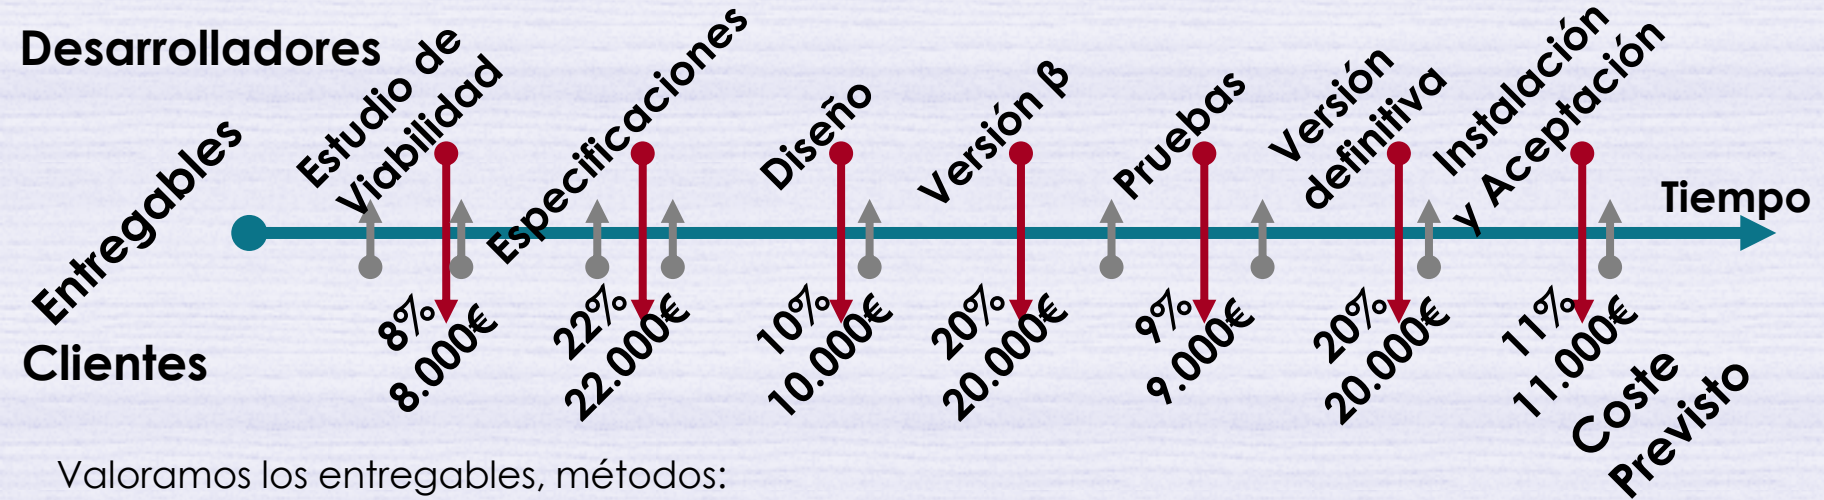 Desarrolladores
Entregables
Estudio de
Viabilidad
Especificaciones
Diseño
Versión β
Pruebas
Versión
definitiva
Instalación
y Aceptación
Tiempo
Clientes
8%
8.000€
22%
22.000€
10%
10.000€
20%
20.000€
9%
9.000€
20%
20.000€
11%
11.000€
Coste
Previsto
Valoramos los entregables, métodos: